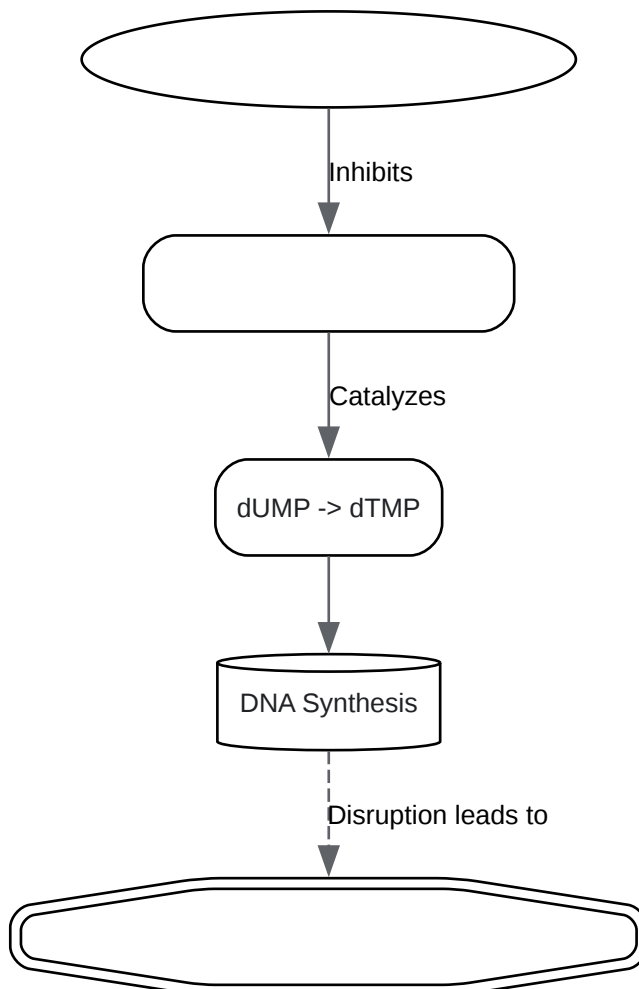 Inhibits
Catalyzes
dUMP -> dTMP
DNA Synthesis
Disruption leads to